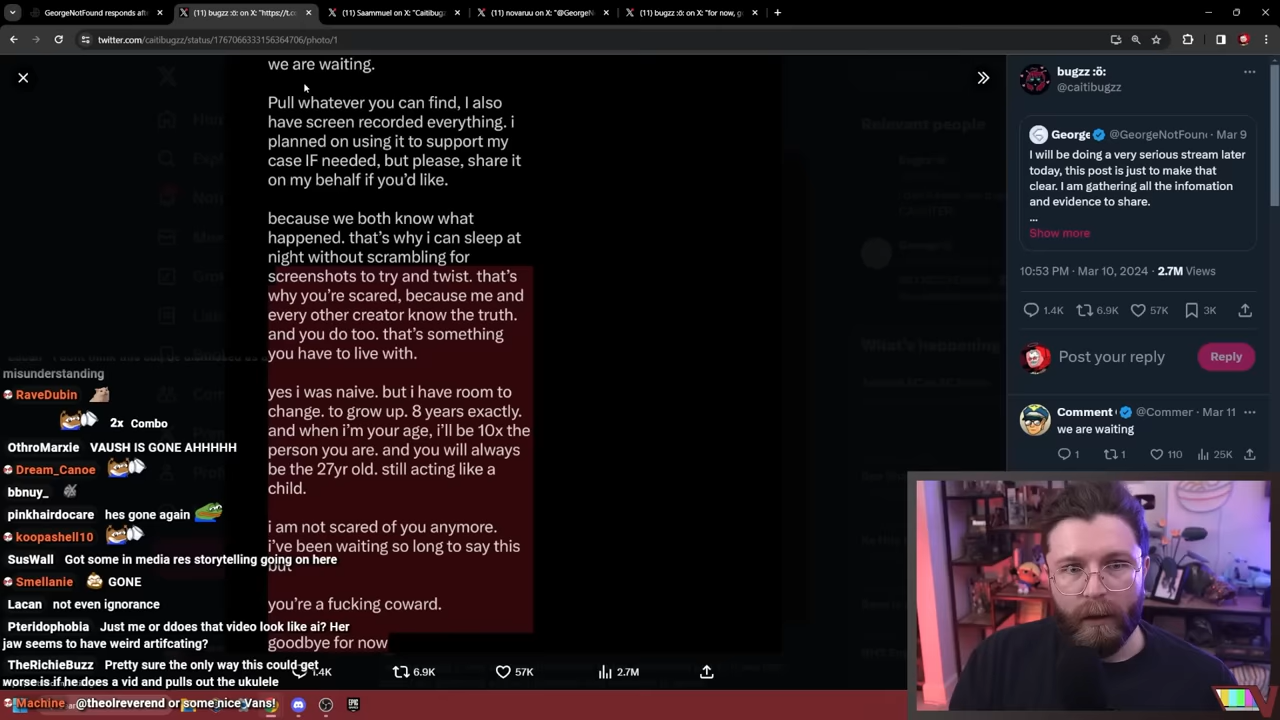 GeorgeNotFound responds afte
(11) bugzz :ö: on X: "https://t.c
(11) Saammuel on X: "Caitibug
(11) novaruu on X: "@GeorgeN
(11) bugzz :ö: on X: "for now, g
twitter.com/caitibugzz/status/1767066333156364706/photo/1
we are waiting.
Pull whatever you can find, I also
have screen recorded everything. i
planned on using it to support my
case IF needed, but please, share it
on my behalf if you'd like.
because we both know what
happened. that's why i can sleep at
night without scrambling for
screenshots to try and twist. that's
why you're scared, because me and
every other creator know the truth.
and you do too. that's something
you have to live with.
yes i was naive. but i have room to
change. to grow up. 8 years exactly.
and when i'm your age, i'll be 10x the
person you are. and you will always
be the 27yr old. still acting like a
child.
i am not scared of you anymore.
i've been waiting so long to say this
but
you're a fucking coward.
goodbye for now
1.4K
6.9K
57K
2.7M
bugzz :ö:
@caitibugzz
George @GeorgeNotFoun · Mar 9
I will be doing a very serious stream later
today, this post is just to make that
clear. I am gathering all the infomation
and evidence to share.
...
Show more
10:53 PM · Mar 10, 2024 · 2.7M Views
1.4K 6.9K 57K 3K
Post your reply
Reply
Comment @Commer · Mar 11
we are waiting
1 1 110 25K
Relevant people
What's happening
misunderstanding
RaveDubin
2x Combo
OthroMarxie VAUSH IS GONE AHHHHH
Dream_Canoe
bbnuy_
pinkhairdocare hes gone again
koopashell10
SusWall Got some in media res storytelling going on here
Smellanie GONE
Lacan not even ignorance
Pteridophobia Just me or ddoes that video look like ai? Her
jaw seems to have weird artifcating?
TheRichieBuzz Pretty sure the only way this could get
worse is if he does a vid and pulls out the ukulele
Machine @theolreverend or some nice Vans!